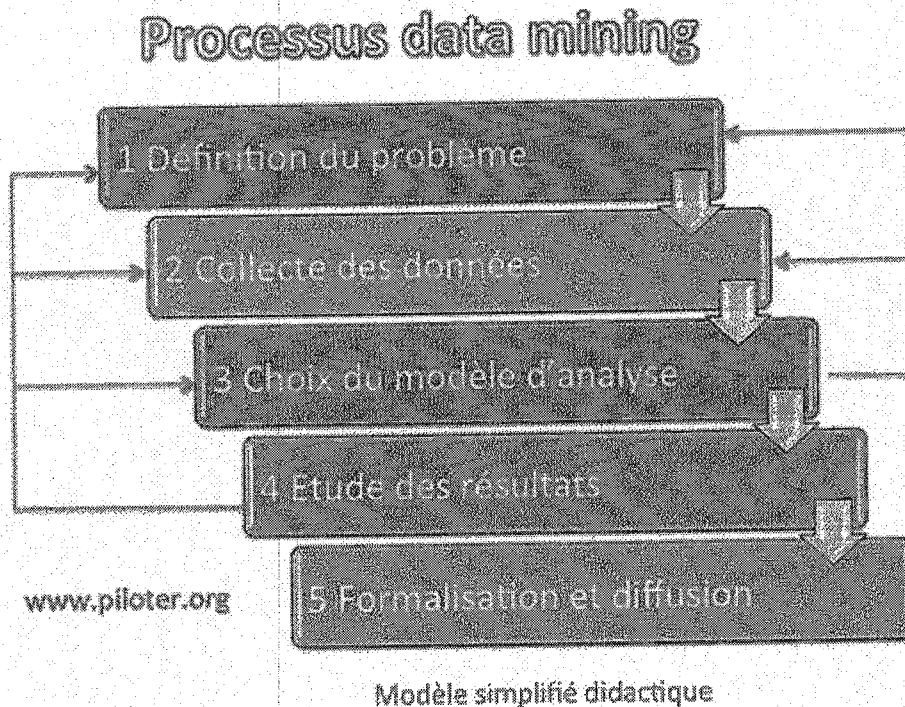 Processus data mining
1 Définition du problème
2 Collecte des données
3 Choix du modèle d'analyse
4 Etude des résultats
5 Formalisation et diffusion
www.piloter.org
Modèle simplifié didactique